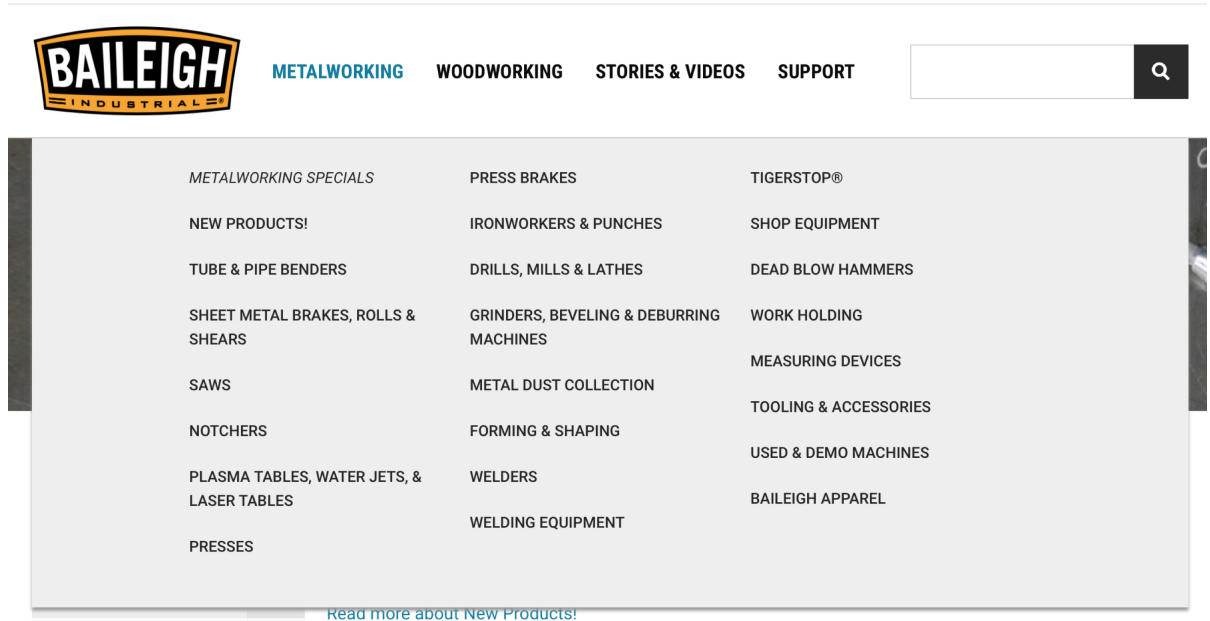 BAILEIGH
INDUSTRIAL®
METALWORKING
WOODWORKING
STORIES & VIDEOS
SUPPORT
METALWORKING SPECIALS
NEW PRODUCTS!
TUBE & PIPE BENDERS
SHEET METAL BRAKES, ROLLS &
SHEARS
SAWS
NOTCHERS
PLASMA TABLES, WATER JETS, &
LASER TABLES
PRESSES
PRESS BRAKES
IRONWORKERS & PUNCHES
DRILLS, MILLS & LATHES
GRINDERS, BEVELING & DEBURRING
MACHINES
METAL DUST COLLECTION
FORMING & SHAPING
WELDERS
WELDING EQUIPMENT
TIGERSTOP®
SHOP EQUIPMENT
DEAD BLOW HAMMERS
WORK HOLDING
MEASURING DEVICES
TOOLING & ACCESSORIES
USED & DEMO MACHINES
BAILEIGH APPAREL
Read more about New Products!